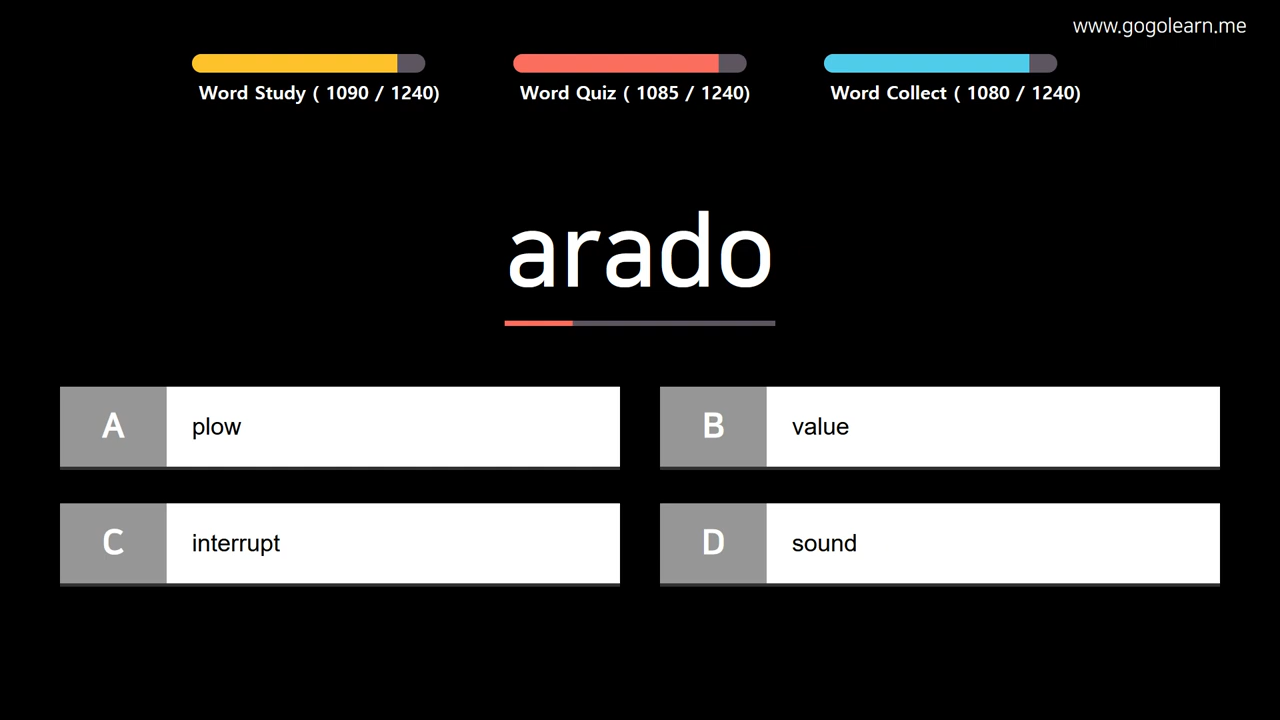 www.gogolearn.me
Word Study ( 1090 / 1240)
Word Quiz ( 1085 / 1240)
Word Collect ( 1080 / 1240)
arado
A plow
B value
C interrupt
D sound